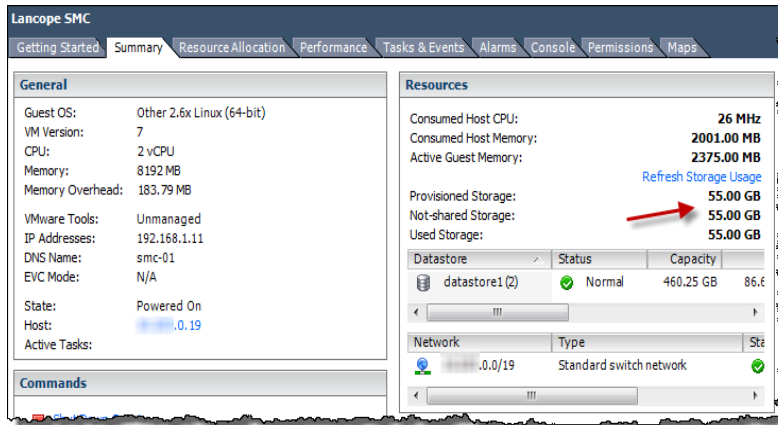 Lancope SMC
Getting Started Summary Resource Allocation Performance Tasks & Events Alarms Console Permissions Maps
General
Guest OS: Other 2.6x Linux (64-bit)
VM Version: 7
CPU: 2 vCPU
Memory: 8192 MB
Memory Overhead: 183.79 MB
VMware Tools: Unmanaged
IP Addresses: 192.168.1.11
DNS Name: smc-01
EVC Mode: N/A
State: Powered On
Host: .0.19
Active Tasks:
Commands
Resources
Consumed Host CPU: 26 MHz
Consumed Host Memory: 2001.00 MB
Active Guest Memory: 2375.00 MB
Refresh Storage Usage
Provisioned Storage: 55.00 GB
Not-shared Storage: 55.00 GB
Used Storage: 55.00 GB
Datastore Status Capacity
datastore1 (2) Normal 460.25 GB 86.6
Network Type Sta
.0.0/19 Standard switch network